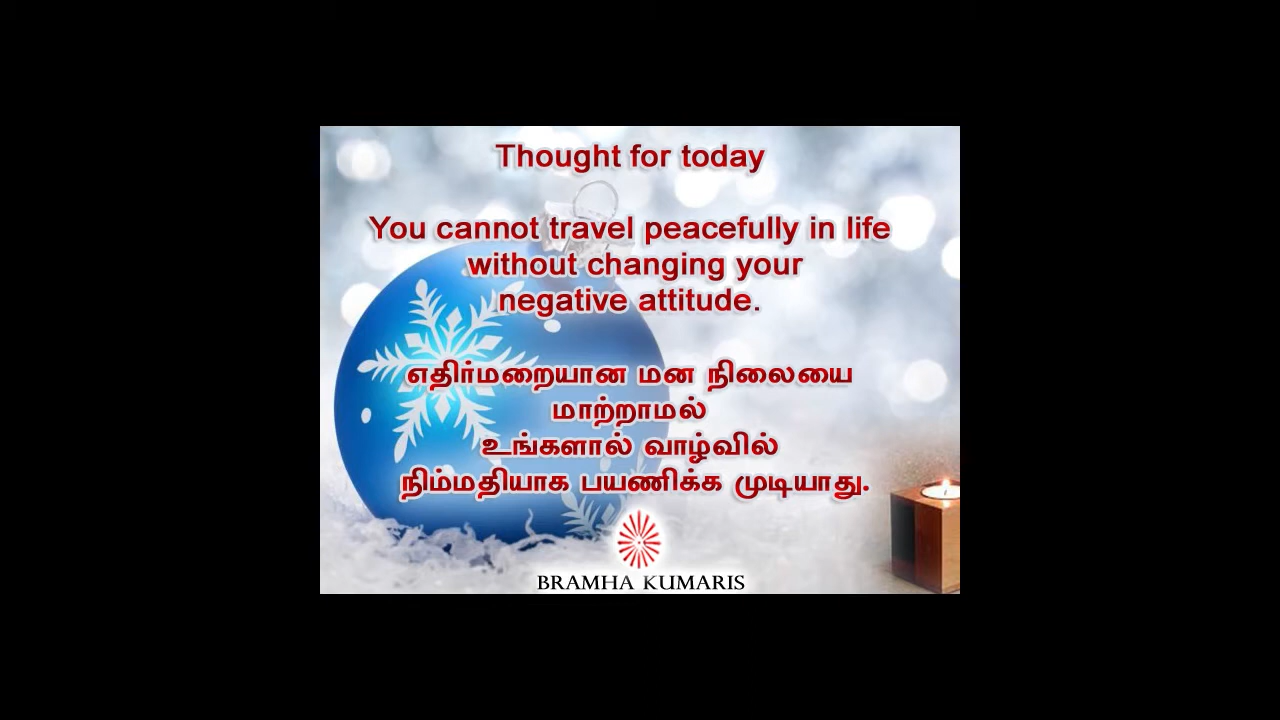 Thought for today
You cannot travel peacefully in life
without changing your
negative attitude.
எதிர்மறையான மன நிலையை
மாற்றாமல்
உங்களால் வாழ்வில்
நிம்மதியாக பயணிக்க முடியாது.
BRAMHA KUMARIS